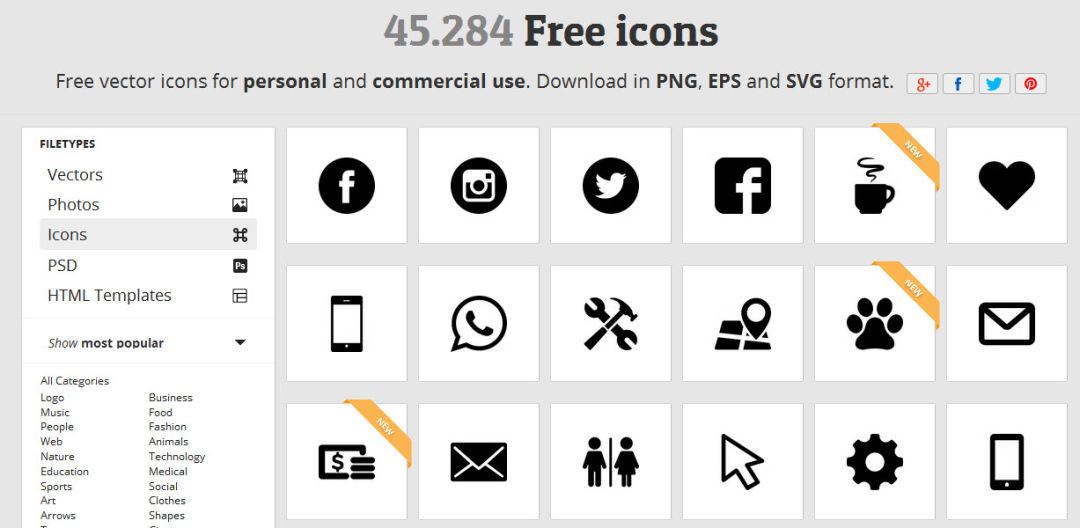 45.284 Free icons
Free vector icons for personal and commercial use. Download in PNG, EPS and SVG format.
FILETYPES
Vectors
Photos
Icons
PSD
Ps
HTML Templates
Show most popular
All Categories
Logo Business
Music Food
People Fashion
Web Animals
Nature Technology
Education Medical
Sports Social
Art Clothes
Arrows Shapes
NEW
NEW
NEW
$